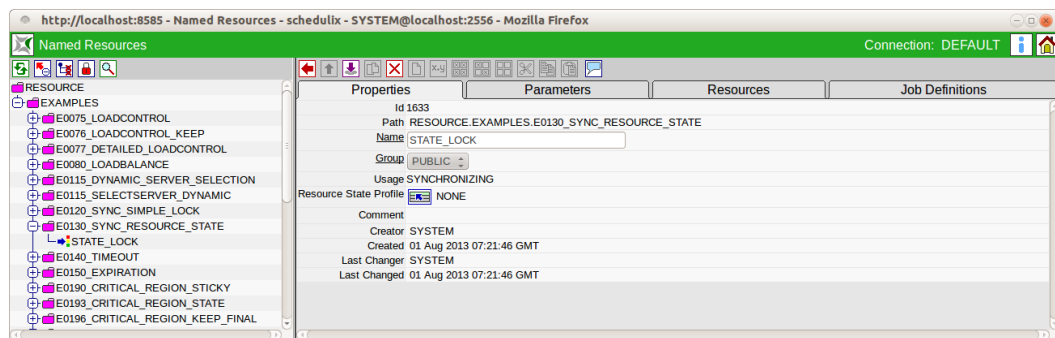 http://localhost:8585 - Named Resources - schedulix - SYSTEM@localhost:2556 - Mozilla Firefox
Named Resources
Connection: DEFAULT
RESOURCE
EXAMPLES
E0075_LOADCONTROL
E0076_LOADCONTROL_KEEP
E0077_DETAILED_LOADCONTROL
E0080_LOADBALANCE
E0115_DYNAMIC_SERVER_SELECTION
E0115_SELECTSERVER_DYNAMIC
E0120_SYNC_SIMPLE_LOCK
E0130_SYNC_RESOURCE_STATE
STATE_LOCK
E0140_TIMEOUT
E0150_EXPIRATION
E0190_CRITICAL_REGION_STICKY
E0193_CRITICAL_REGION_STATE
E0196_CRITICAL_REGION_KEEP_FINAL
Properties Parameters Resources Job Definitions
Id 1633
Path RESOURCE.EXAMPLES.E0130_SYNC_RESOURCE_STATE
Name STATE_LOCK
Group PUBLIC
Usage SYNCHRONIZING
Resource State Profile NONE
Comment
Creator SYSTEM
Created 01 Aug 2013 07:21:46 GMT
Last Changer SYSTEM
Last Changed 01 Aug 2013 07:21:46 GMT